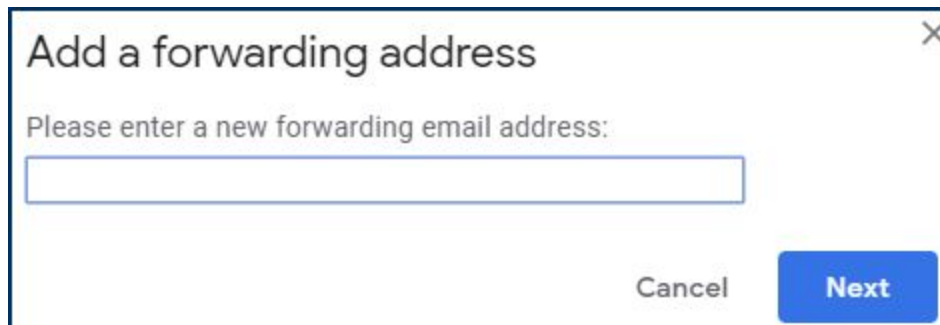 Add a forwarding address
Please enter a new forwarding email address:
Cancel Next